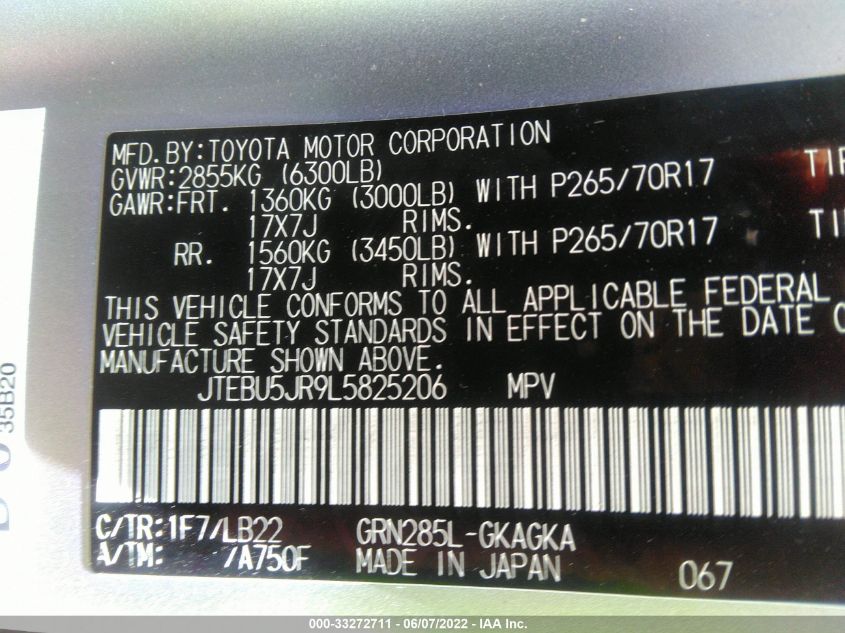 MFD.BY:TOYOTA MOTOR CORPORATION
GVWR:2855KG (6300LB)
GAWR:FRT. 1360KG (3000LB) WITH P265/70R17
17X7J RIMS.
RR. 1560KG (3450LB) WITH P265/70R17
17X7J RIMS.
THIS VEHICLE CONFORMS TO ALL APPLICABLE FEDERAL
VEHICLE SAFETY STANDARDS IN EFFECT ON THE DATE
MANUFACTURE SHOWN ABOVE.
JTEBU5JR9L5825206 MPV
C/TR:1F7/LB22 GRN285L-GKAGKA
A/TM: /A750F MADE IN JAPAN 067
35B20
000-33272711 - 06/07/2022 - IAA Inc.